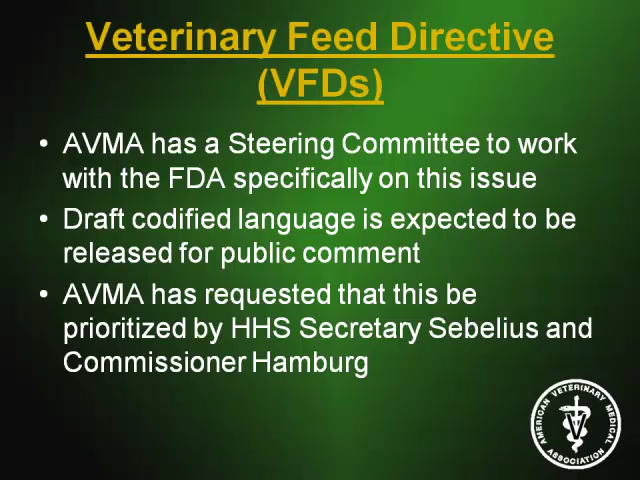 Veterinary Feed Directive
(VFDs)
• AVMA has a Steering Committee to work
with the FDA specifically on this issue
• Draft codified language is expected to be
released for public comment
• AVMA has requested that this be
prioritized by HHS Secretary Sebelius and
Commissioner Hamburg
AMERICAN VETERINARY MEDICAL
ASSOCIATION
V